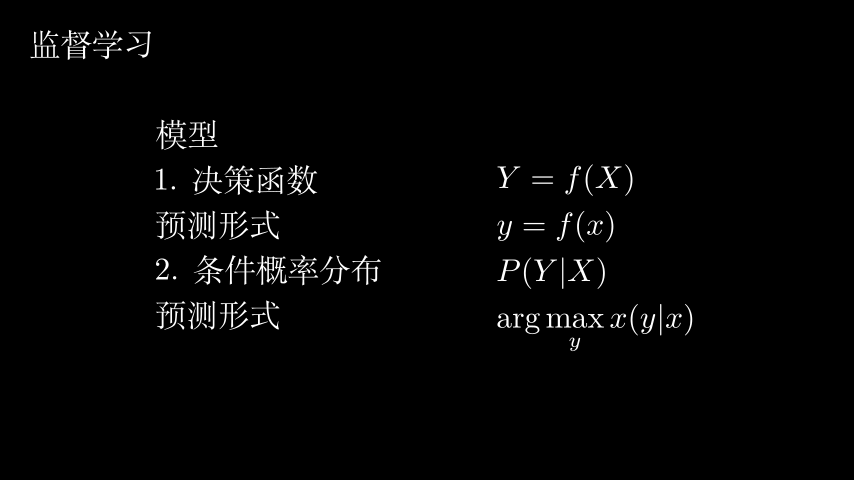 监督学习
模型
1. 决策函数 Y = f(X)
预测形式 y = f(x)
2. 条件概率分布 P(Y|X)
预测形式 arg max x(y|x)
y